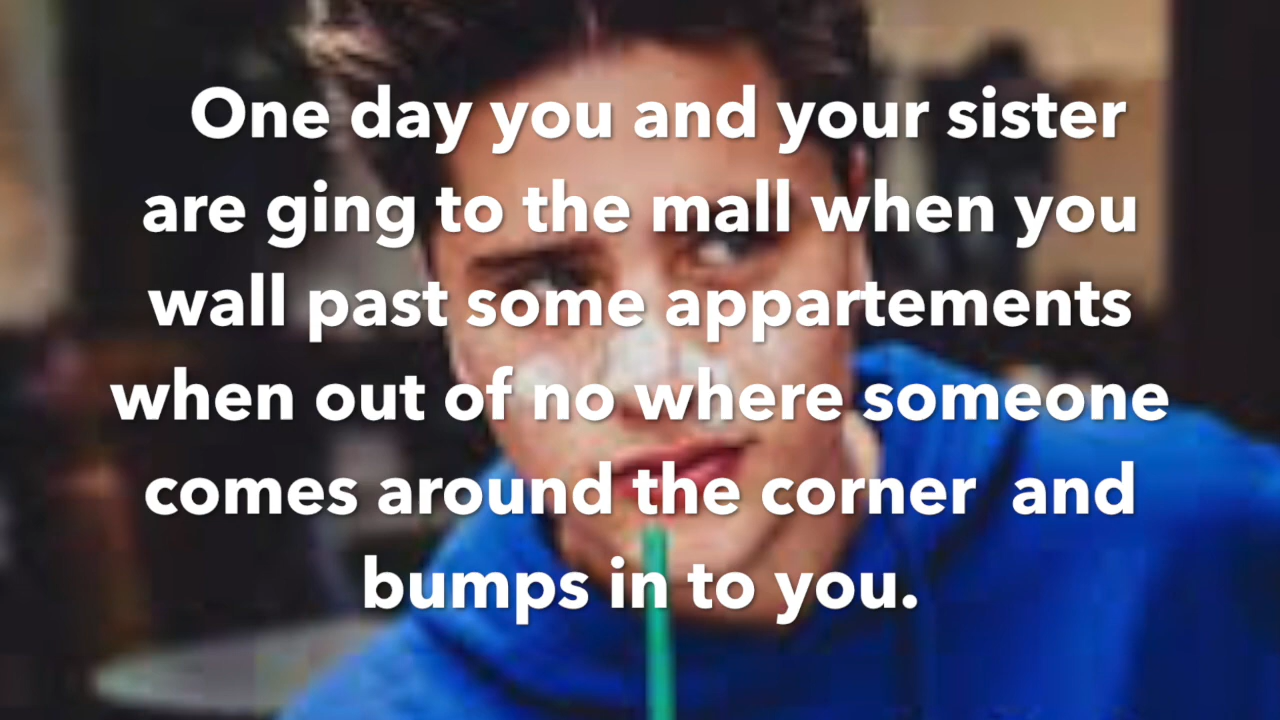 One day you and your sister
are ging to the mall when you
wall past some appartements
when out of no where someone
comes around the corner and
bumps in to you.